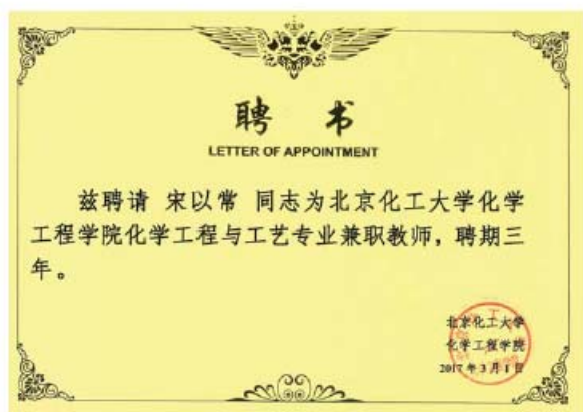 聘 书
LETTER OF APPOINTMENT
兹聘请 宋以常 同志为北京化工大学化学
工程学院化学工程与工艺专业兼职教师，聘期三
年。
北京化工大学
化学工程学院
2017年3月1日